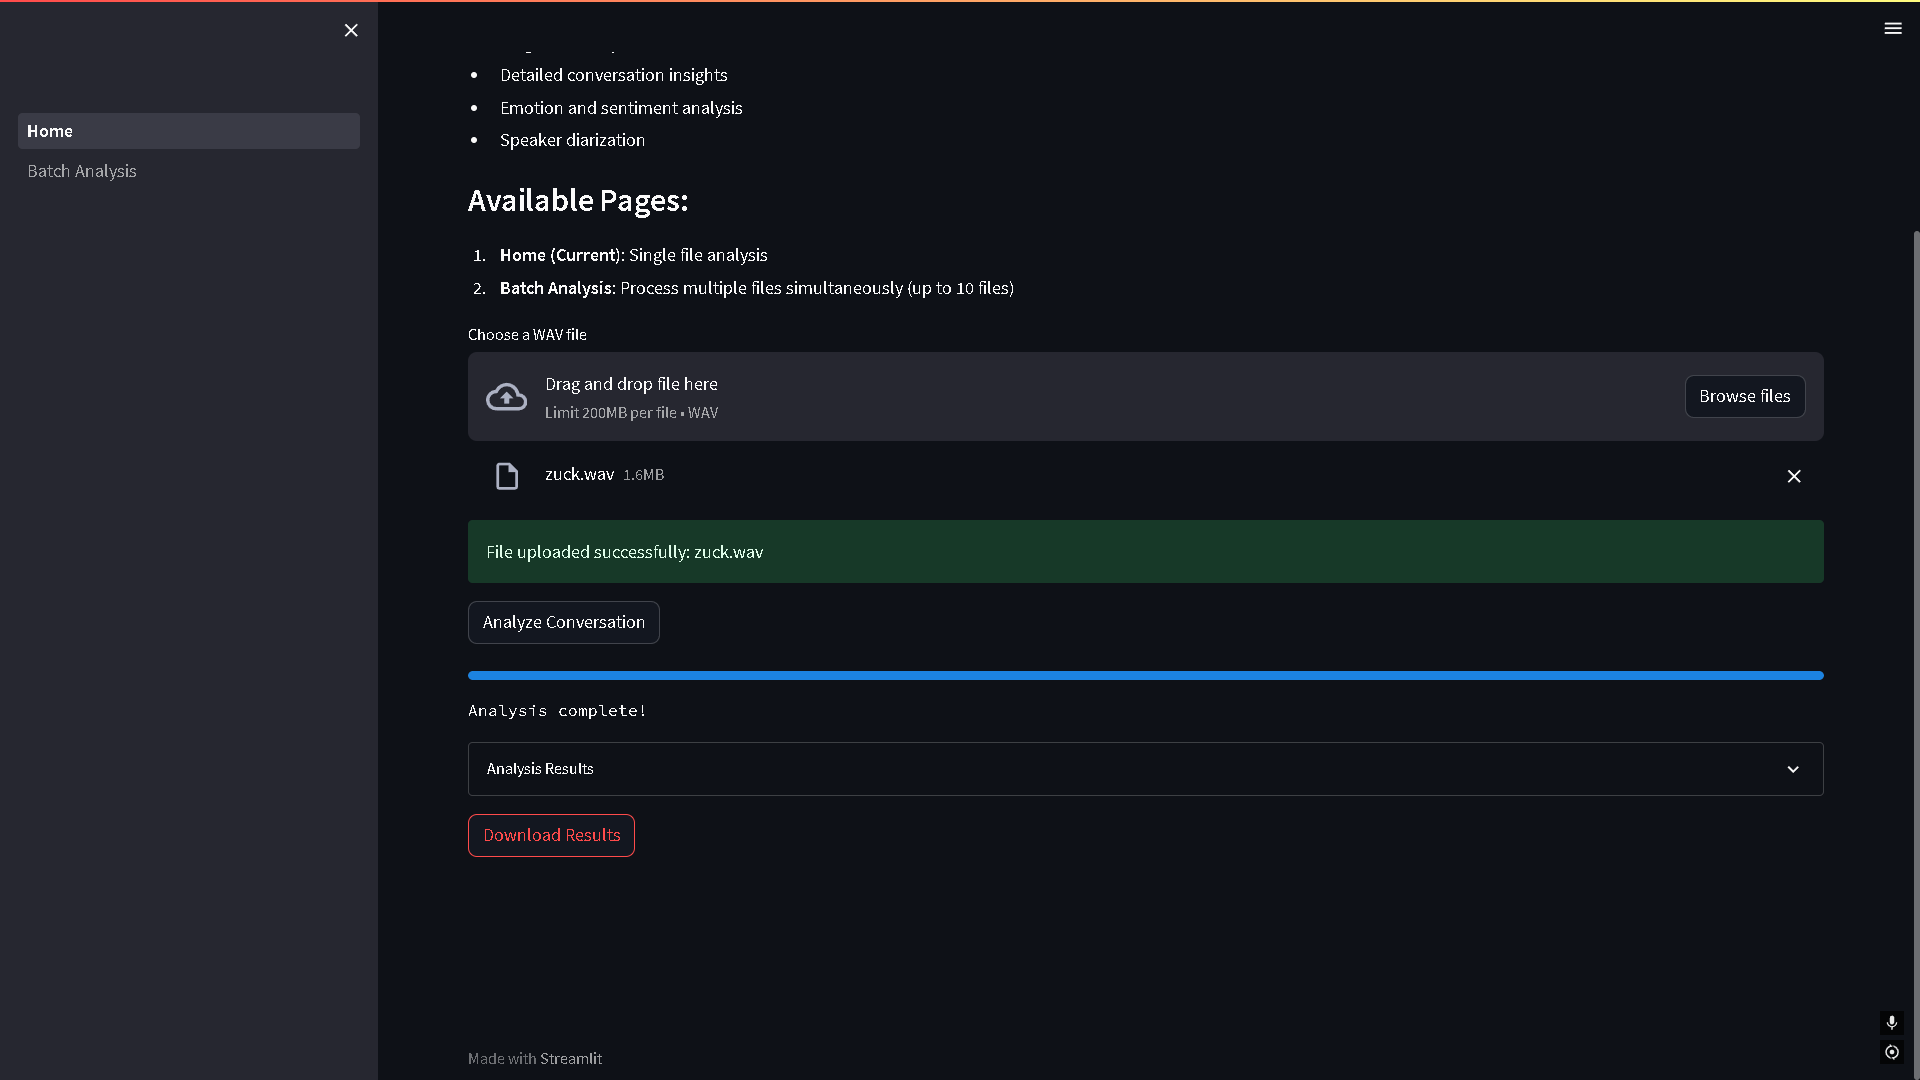 Home
Batch Analysis
Detailed conversation insights
Emotion and sentiment analysis
Speaker diarization
Available Pages:
1. Home (Current): Single file analysis
2. Batch Analysis: Process multiple files simultaneously (up to 10 files)
Choose a WAV file
Drag and drop file here
Limit 200MB per file • WAV
Browse files
zuck.wav 1.6MB
File uploaded successfully: zuck.wav
Analyze Conversation
Analysis complete!
Analysis Results
Download Results
Made with Streamlit